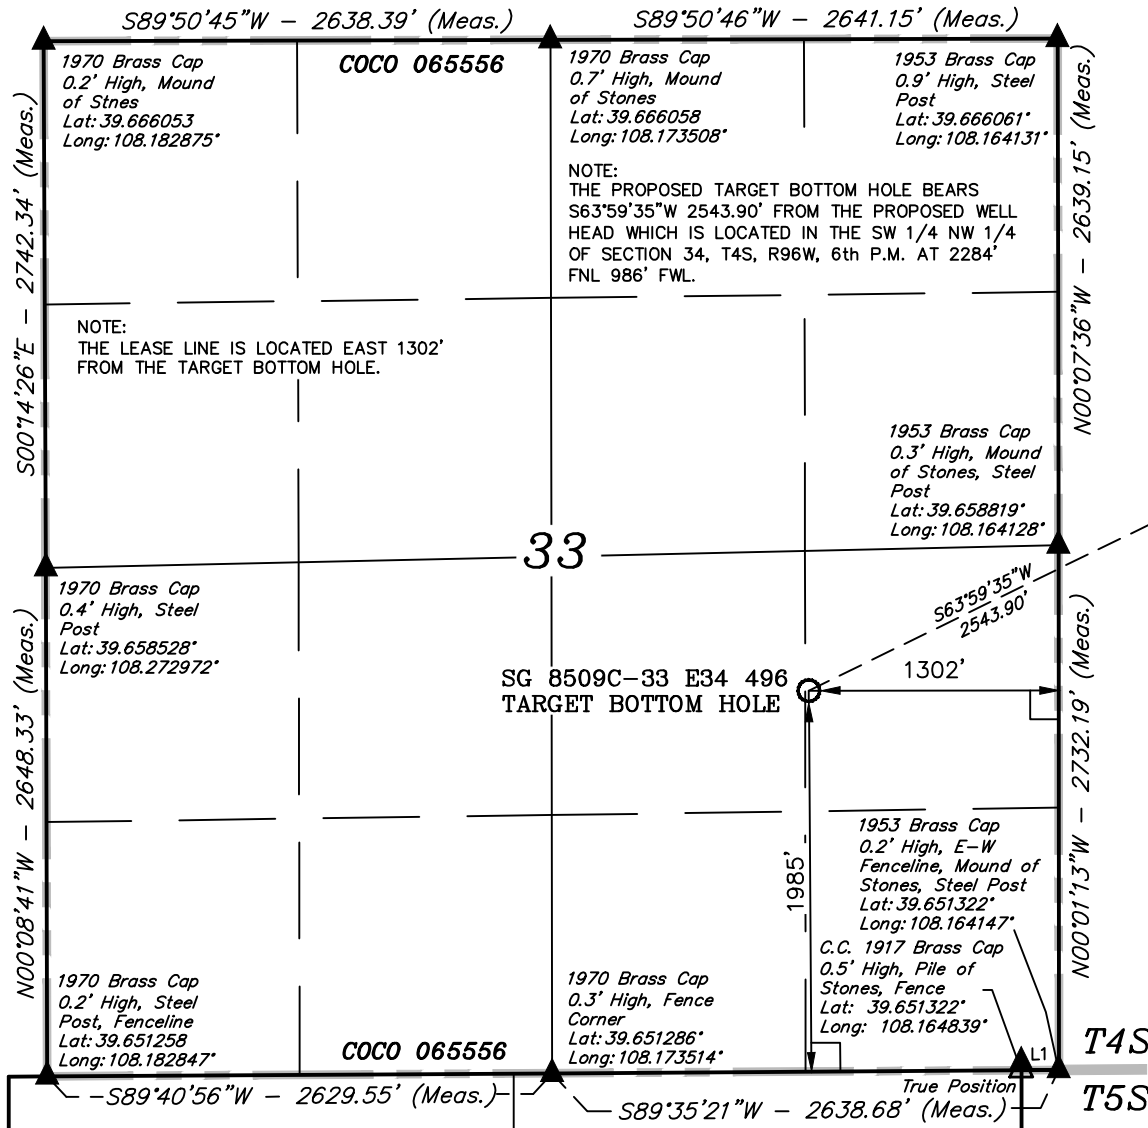 S89°50'45"W - 2638.39' (Meas.)
S89°50'46"W - 2641.15' (Meas.)
1970 Brass Cap
0.2' High, Mound
of Stnes
Lat: 39.666053
Long: 108.182875°
COCO 065556
1970 Brass Cap
0.7' High, Mound
of Stones
Lat: 39.666058
Long: 108.173508°
1953 Brass Cap
0.9' High, Steel
Post
Lat: 39.666061°
Long: 108.164131°
NOTE:
THE PROPOSED TARGET BOTTOM HOLE BEARS
S63°59'35"W 2543.90' FROM THE PROPOSED WELL
HEAD WHICH IS LOCATED IN THE SW 1/4 NW 1/4
OF SECTION 34, T4S, R96W, 6th P.M. AT 2284'
FNL 986' FWL.
S00°14'26"E - 2742.34' (Meas.)
N00°07'36"W - 2639.15' (Meas.)
NOTE:
THE LEASE LINE IS LOCATED EAST 1302'
FROM THE TARGET BOTTOM HOLE.
1953 Brass Cap
0.3' High, Mound
of Stones, Steel
Post
Lat: 39.658819°
Long: 108.164128°
33
1970 Brass Cap
0.4' High, Steel
Post
Lat: 39.658528°
Long: 108.272972°
S63°59'35"W
2543.90'
SG 8509C-33 E34 496
TARGET BOTTOM HOLE
1302'
N00°08'41"W - 2648.33' (Meas.)
N00°01'13"W - 2732.19' (Meas.)
1985'
1953 Brass Cap
0.2' High, E-W
Fenceline, Mound of
Stones, Steel Post
Lat: 39.651322°
Long: 108.164147°
C.C. 1917 Brass Cap
0.5' High, Pile of
Stones, Fence
Lat: 39.651322°
Long: 108.164839°
1970 Brass Cap
0.2' High, Steel
Post, Fenceline
Lat: 39.651258
Long: 108.182847°
COCO 065556
1970 Brass Cap
0.3' High, Fence
Corner
Lat: 39.651286°
Long: 108.173514°
L1
T4S
True Position
T5S
S89°40'56"W - 2629.55' (Meas.)
S89°35'21"W - 2638.68' (Meas.)